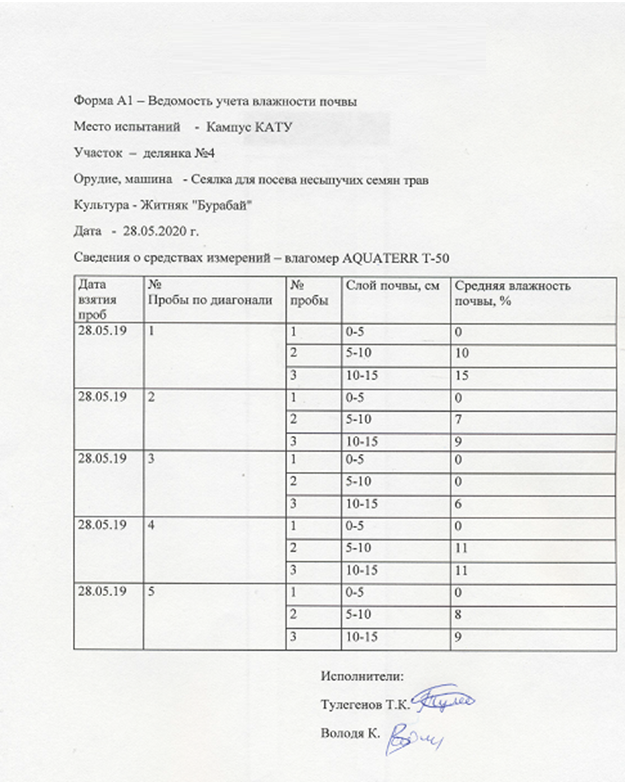 Форма А1 – Ведомость учета влажности почвы
Место испытаний - Кампус КАТУ
Участок – делянка №4
Орудие, машина - Сеялка для посева несыпучих семян трав
Культура - Житняк "Бурабай"
Дата - 28.05.2020 г.
Сведения о средствах измерений – влагомер AQUATERR T-50
Дата взятия проб № Пробы по диагонали № пробы Слой почвы, см Средняя влажность почвы, %
28.05.19 1 1 0-5 0
2 5-10 10
3 10-15 15
28.05.19 2 1 0-5 0
2 5-10 7
3 10-15 9
28.05.19 3 1 0-5 0
2 5-10 0
3 10-15 6
28.05.19 4 1 0-5 0
2 5-10 11
3 10-15 11
28.05.19 5 1 0-5 0
2 5-10 8
3 10-15 9
Исполнители:
Тулегенов Т.К.
Володя К.